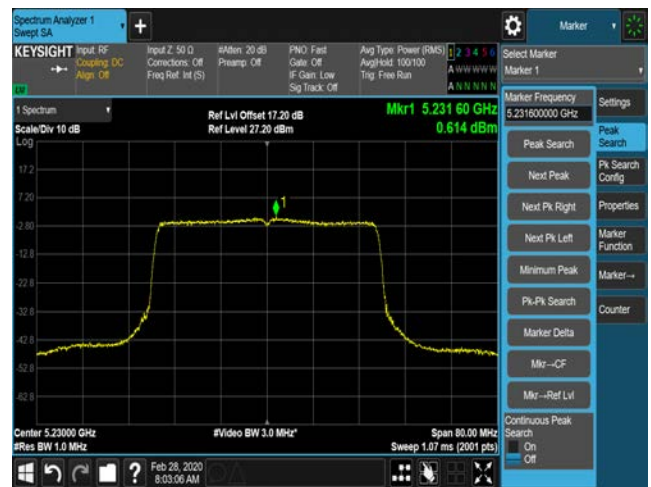 Spectrum Analyzer 1
Swept SA
Marker
KEYSIGHT
Input: RF
Coupling: DC
Align: Off
Input Z: 50 Ω
Corrections: Off
Freq Ref: Int (S)
#Atten: 20 dB
Preamp: Off
PNO: Fast
Gate: Off
IF Gain: Low
Sig Track: Off
Avg Type: Power (RMS)
Avg|Hold: 100/100
Trig: Free Run
1 2 3 4 5 6
A W W W W W
A N N N N N
Select Marker
Marker 1
1 Spectrum
Scale/Div 10 dB
Log
Ref Lvl Offset 17.20 dB
Ref Level 27.20 dBm
Mkr1 5.231 60 GHz
0.614 dBm
17.2
7.20
-2.80
-12.8
-22.8
-32.8
-42.8
-52.8
-62.8
1
Center 5.23000 GHz
#Res BW 1.0 MHz
#Video BW 3.0 MHz*
Span 80.00 MHz
Sweep 1.07 ms (2001 pts)
Marker Frequency
5.231600000 GHz
Peak Search
Next Peak
Next Pk Right
Next Pk Left
Minimum Peak
Pk-Pk Search
Marker Delta
Mkr→CF
Mkr→Ref Lvl
Continuous Peak
Search
On
Off
Settings
Peak
Search
Pk Search
Config
Properties
Marker
Function
Marker→
Counter
?
Feb 28, 2020
8:03:06 AM